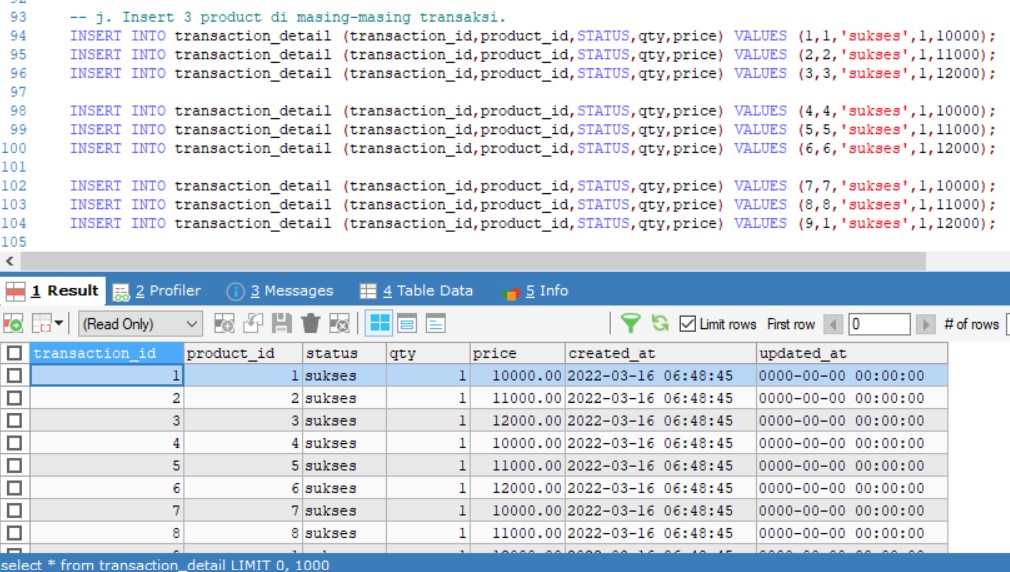 93 -- j. Insert 3 product di masing-masing transaksi.
94 INSERT INTO transaction_detail (transaction_id,product_id,STATUS,qty,price) VALUES (1,1,'sukses',1,10000);
95 INSERT INTO transaction_detail (transaction_id,product_id,STATUS,qty,price) VALUES (2,2,'sukses',1,11000);
96 INSERT INTO transaction_detail (transaction_id,product_id,STATUS,qty,price) VALUES (3,3,'sukses',1,12000);
97
98 INSERT INTO transaction_detail (transaction_id,product_id,STATUS,qty,price) VALUES (4,4,'sukses',1,10000);
99 INSERT INTO transaction_detail (transaction_id,product_id,STATUS,qty,price) VALUES (5,5,'sukses',1,11000);
100 INSERT INTO transaction_detail (transaction_id,product_id,STATUS,qty,price) VALUES (6,6,'sukses',1,12000);
101
102 INSERT INTO transaction_detail (transaction_id,product_id,STATUS,qty,price) VALUES (7,7,'sukses',1,10000);
103 INSERT INTO transaction_detail (transaction_id,product_id,STATUS,qty,price) VALUES (8,8,'sukses',1,11000);
104 INSERT INTO transaction_detail (transaction_id,product_id,STATUS,qty,price) VALUES (9,1,'sukses',1,12000);
105
1 Result 2 Profiler 3 Messages 4 Table Data 5 Info
(Read Only) Limit rows First row 0 # of rows
transaction_id product_id status qty price created_at updated_at
1 1 sukses 1 10000.00 2022-03-16 06:48:45 0000-00-00 00:00:00
2 2 sukses 1 11000.00 2022-03-16 06:48:45 0000-00-00 00:00:00
3 3 sukses 1 12000.00 2022-03-16 06:48:45 0000-00-00 00:00:00
4 4 sukses 1 10000.00 2022-03-16 06:48:45 0000-00-00 00:00:00
5 5 sukses 1 11000.00 2022-03-16 06:48:45 0000-00-00 00:00:00
6 6 sukses 1 12000.00 2022-03-16 06:48:45 0000-00-00 00:00:00
7 7 sukses 1 10000.00 2022-03-16 06:48:45 0000-00-00 00:00:00
8 8 sukses 1 11000.00 2022-03-16 06:48:45 0000-00-00 00:00:00
select * from transaction_detail LIMIT 0, 1000